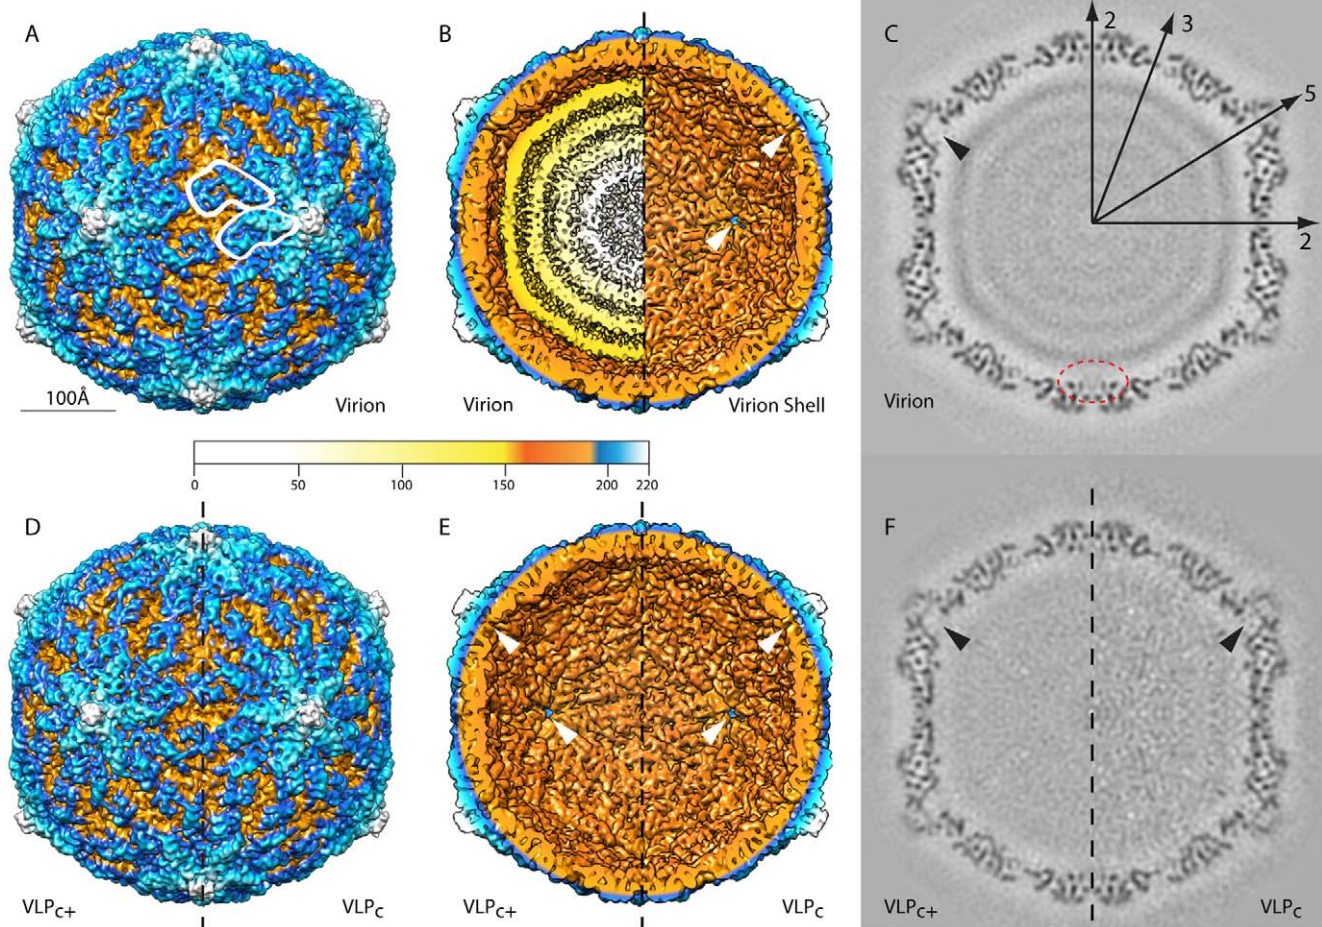 A
B
C
2
3
5
2
100Å
Virion
Virion
Virion Shell
Virion
0 50 100 150 200 220
D
E
F
VLPC+
VLPC
VLPC+
VLPC
VLPC+
VLPC